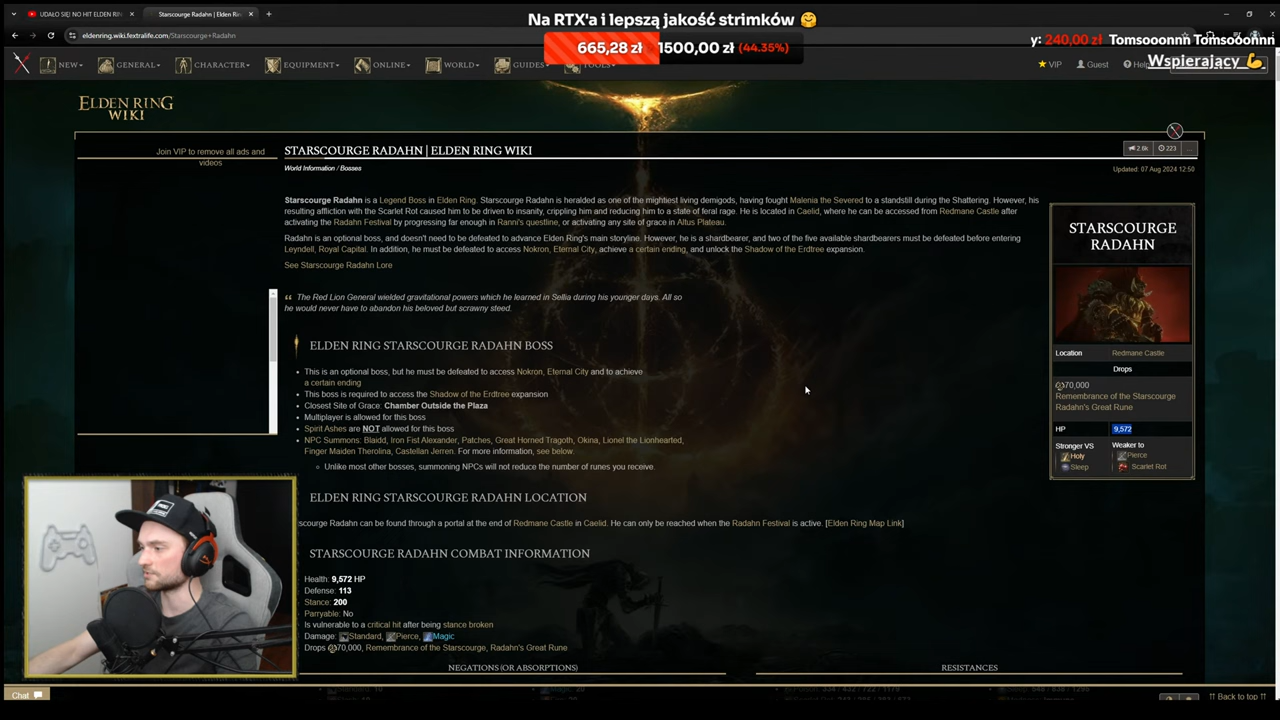 UDAŁO SIĘ! NO HIT ELDEN RIN
Starscourge Radahn | Elden Rin
Na RTX'a i lepszą jakość strimków 🤗
665,28 zł 1500,00 zł (44.35%)
y: 240,00 zł Tomsooonnn Tomsooonn
Wspierający 💪
eldenring.wiki.fextralife.com/Starscourge+Radahn
NEW GENERAL CHARACTER EQUIPMENT ONLINE WORLD GUIDES TOOLS
VIP Guest Help
ELDEN RING
WIKI
Join VIP to remove all ads and
videos
STARSCOURGE RADAHN | ELDEN RING WIKI
2.6k 223 ...
World Information / Bosses
Updated: 07 Aug 2024 12:50
Starscourge Radahn is a Legend Boss in Elden Ring. Starscourge Radahn is heralded as one of the mightiest living demigods, having fought Malenia the Severed to a standstill during the Shattering. However, his
resulting affliction with the Scarlet Rot caused him to be driven to insanity, crippling him and reducing him to a state of feral rage. He is located in Caelid, where he can be accessed from Redmane Castle after
activating the Radahn Festival by progressing far enough in Ranni's questline, or activating any site of grace in Altus Plateau.
Radahn is an optional boss, and doesn't need to be defeated to advance Elden Ring's main storyline. However, he is a shardbearer, and two of the five available shardbearers must be defeated before entering
Leyndell, Royal Capital. In addition, he must be defeated to access Nokron, Eternal City, achieve a certain ending, and unlock the Shadow of the Erdtree expansion.
See Starscourge Radahn Lore
“ The Red Lion General wielded gravitational powers which he learned in Sellia during his younger days. All so
he would never have to abandon his beloved but scrawny steed.
ELDEN RING STARSCOURGE RADAHN BOSS
• This is an optional boss, but he must be defeated to access Nokron, Eternal City and to achieve
a certain ending
• This boss is required to access the Shadow of the Erdtree expansion
• Closest Site of Grace: Chamber Outside the Plaza
• Multiplayer is allowed for this boss
• Spirit Ashes are NOT allowed for this boss
• NPC Summons: Blaidd, Iron Fist Alexander, Patches, Great Horned Tragoth, Okina, Lionel the Lionhearted,
Finger Maiden Therolina, Castellan Jerren. For more information, see below.
Unlike most other bosses, summoning NPCs will not reduce the number of runes you receive.
ELDEN RING STARSCOURGE RADAHN LOCATION
scourge Radahn can be found through a portal at the end of Redmane Castle in Caelid. He can only be reached when the Radahn Festival is active. [Elden Ring Map Link]
STARSCOURGE RADAHN COMBAT INFORMATION
Health: 9,572 HP
Defense: 113
Stance: 200
Parryable: No
Is vulnerable to a critical hit after being stance broken
Damage: Standard, Pierce, Magic
Drops 70,000, Remembrance of the Starscourge, Radahn's Great Rune
NEGATIONS (OR ABSORPTIONS) RESISTANCES
STARSCOURGE
RADAHN
Location Redmane Castle
Drops
70,000
Remembrance of the Starscourge
Radahn's Great Rune
HP 9,572
Stronger VS Weaker to
Holy Pierce
Sleep Scarlet Rot
Chat
Back to top